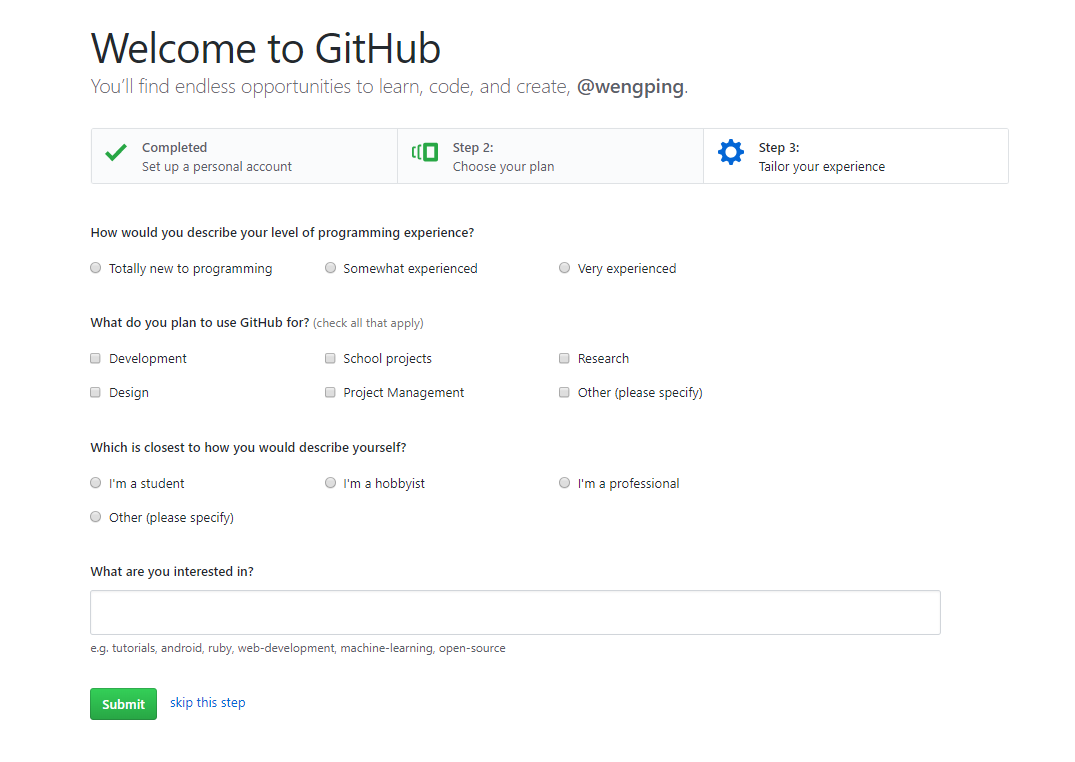 Welcome to GitHub
You'll find endless opportunities to learn, code, and create, @wengping.
Completed
Set up a personal account
Step 2:
Choose your plan
Step 3:
Tailor your experience
How would you describe your level of programming experience?
Totally new to programming Somewhat experienced Very experienced
What do you plan to use GitHub for? (check all that apply)
Development School projects Research
Design Project Management Other (please specify)
Which is closest to how you would describe yourself?
I'm a student I'm a hobbyist I'm a professional
Other (please specify)
What are you interested in?
e.g. tutorials, android, ruby, web-development, machine-learning, open-source
Submit skip this step